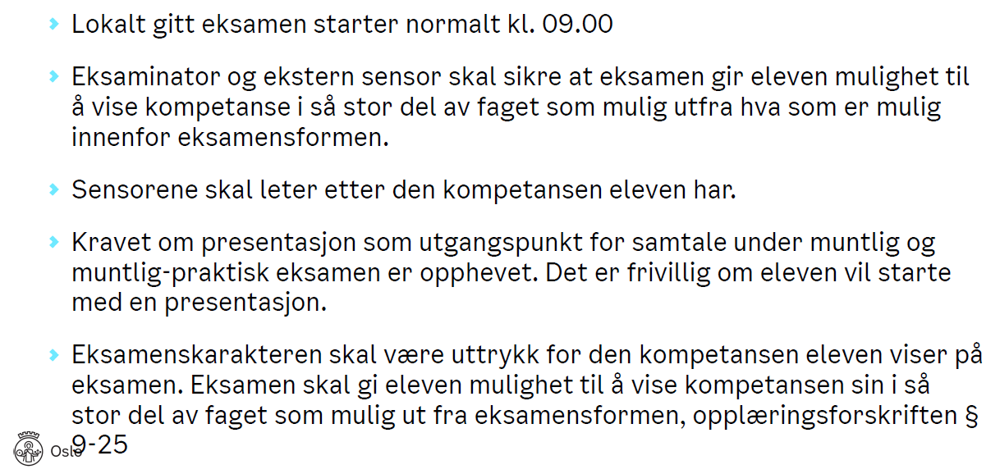 Lokalt gitt eksamen starter normalt kl. 09.00
Eksaminator og ekstern sensor skal sikre at eksamen gir eleven mulighet til
å vise kompetanse i så stor del av faget som mulig utfra hva som er mulig
innenfor eksamensformen.
Sensorene skal leter etter den kompetansen eleven har.
Kravet om presentasjon som utgangspunkt for samtale under muntlig og
muntlig-praktisk eksamen er opphevet. Det er frivillig om eleven vil starte
med en presentasjon.
Eksamenskarakteren skal være uttrykk for den kompetansen eleven viser på
eksamen. Eksamen skal gi eleven mulighet til å vise kompetansen sin i så
stor del av faget som mulig ut fra eksamensformen, opplæringsforskriften §
9-25
Oslo